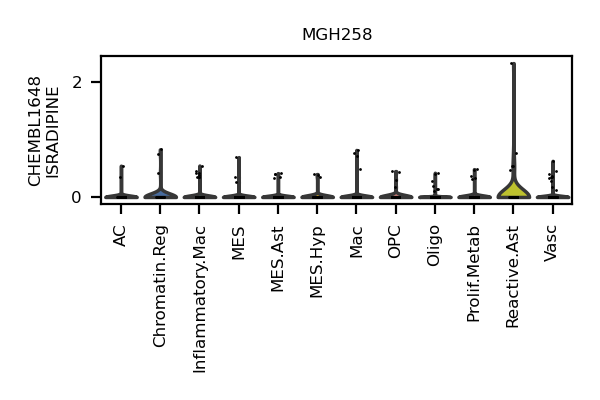 MGH258
CHEMBL1648
ISRADIPINE
2
0
AC
Chromatin.Reg
Inflammatory.Mac
MES
MES.Ast
MES.Hyp
Mac
OPC
Oligo
Prolif.Metab
Reactive.Ast
Vasc